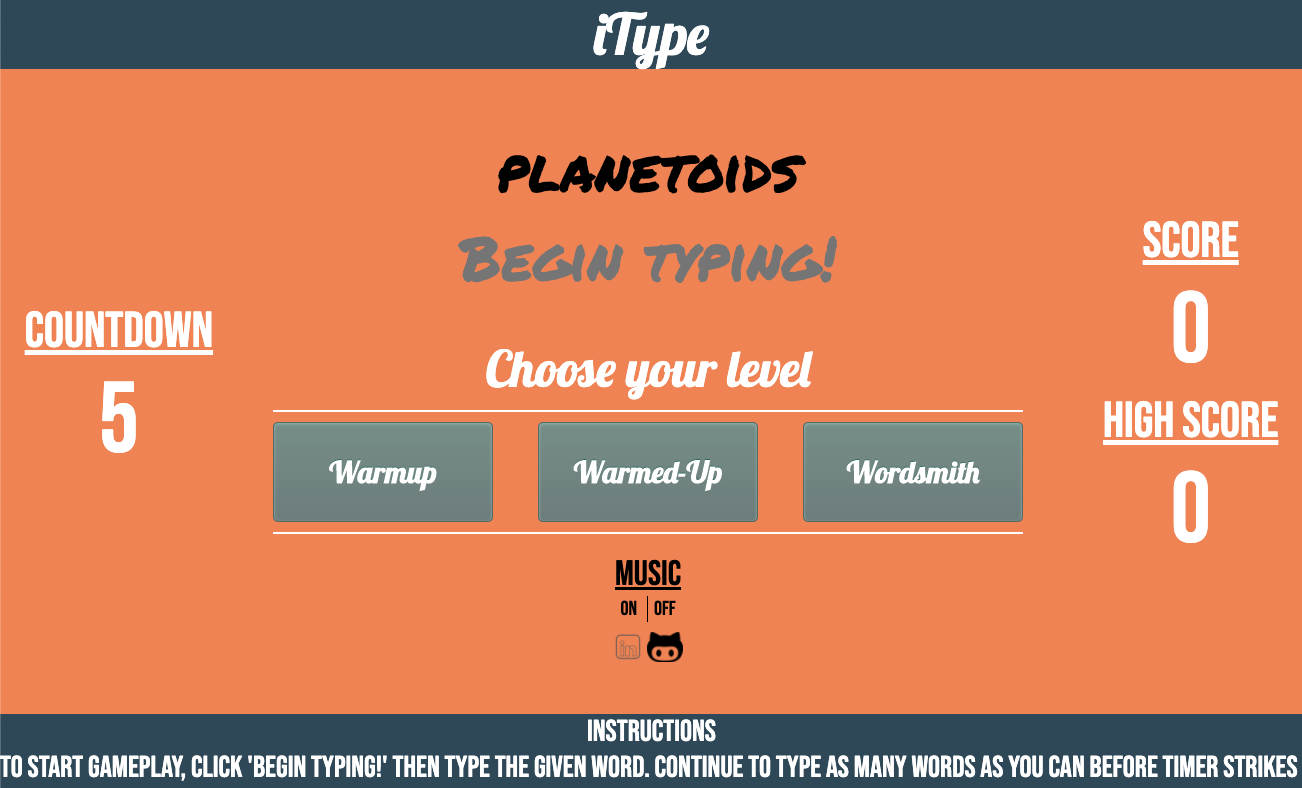 iType
PLANETOIDS
BEGIN TYPING!
COUNTDOWN
5
SCORE
0
HIGH SCORE
0
Choose your level
Warmup
Warmed-Up
Wordsmith
MUSIC
ON | OFF
in
INSTRUCTIONS
TO START GAMEPLAY, CLICK 'BEGIN TYPING!' THEN TYPE THE GIVEN WORD. CONTINUE TO TYPE AS MANY WORDS AS YOU CAN BEFORE TIMER STRIKES